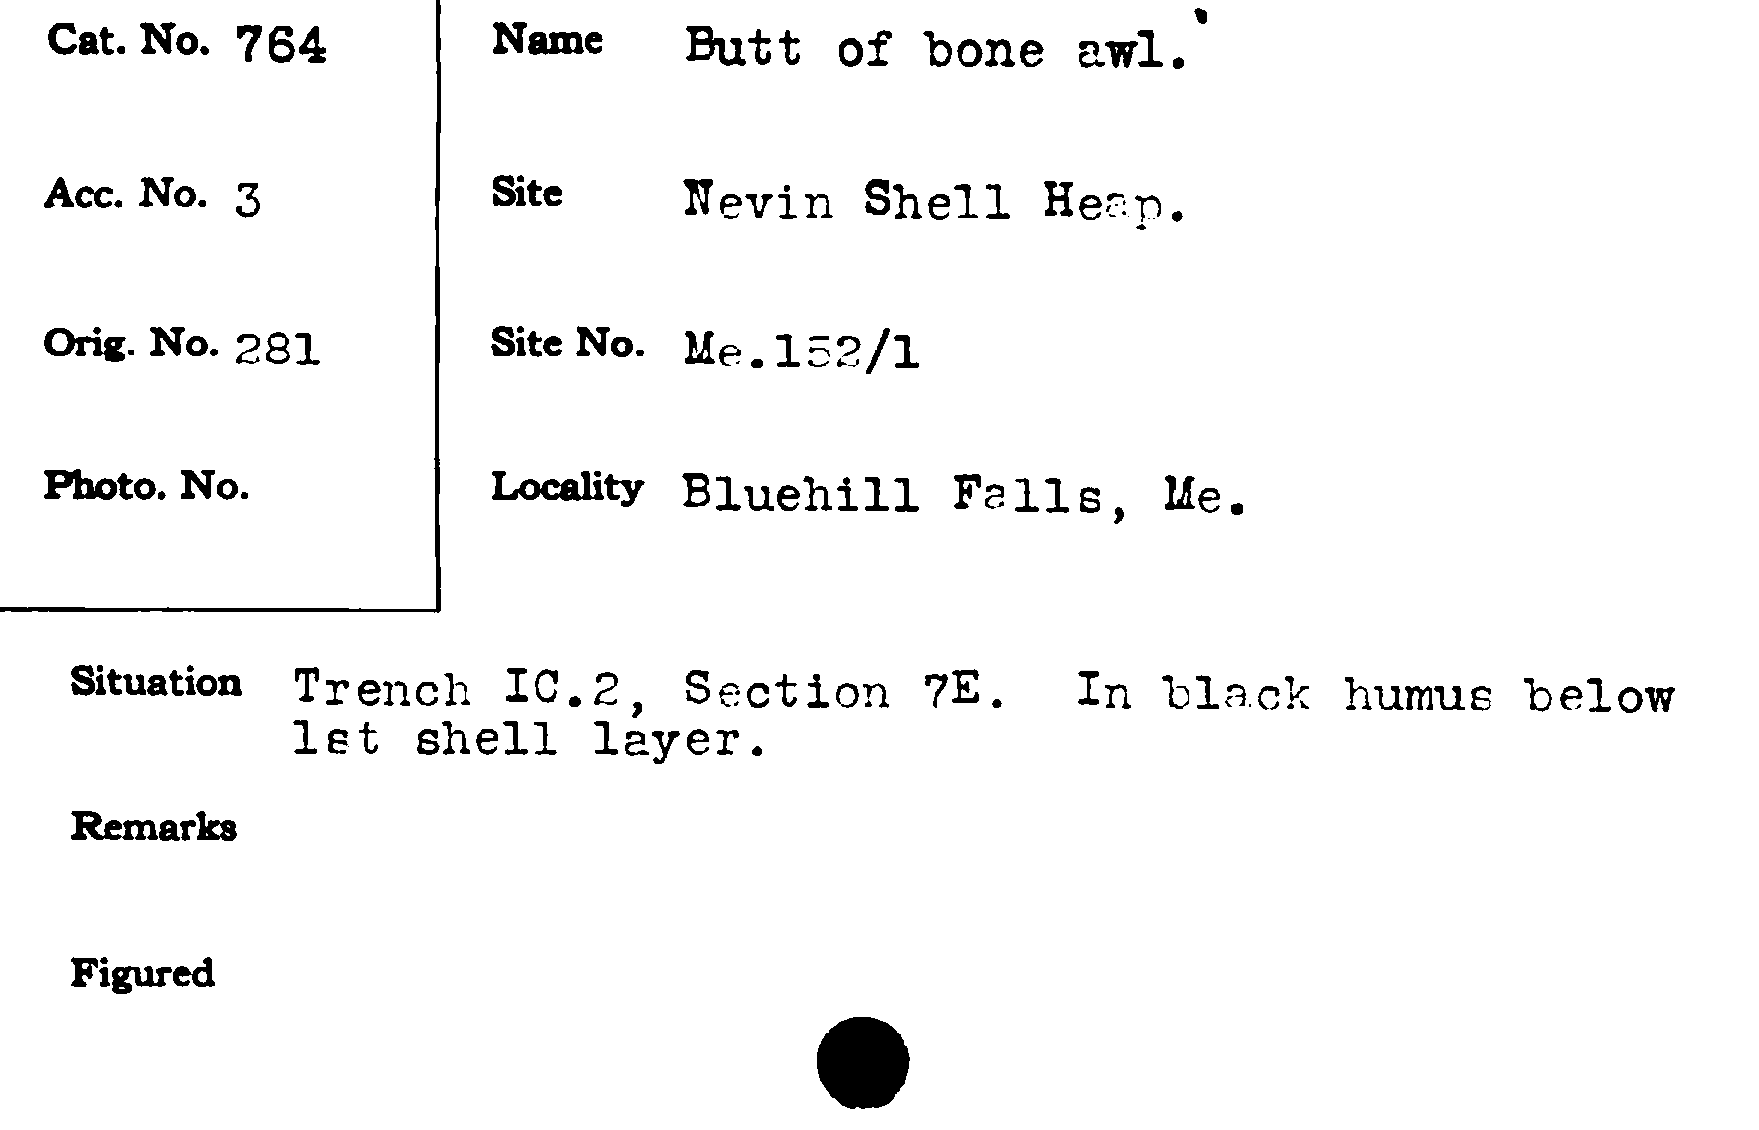 Cat. No. 764
Name Butt of bone awl.
Acc. No. 3
Site Nevin Shell Heap.
Orig. No. 281
Site No. Me.152/1
Photo. No.
Locality Bluehill Falls, Me.
Situation Trench IC.2, Section 7E. In black humus below
1st shell layer.
Remarks
Figured